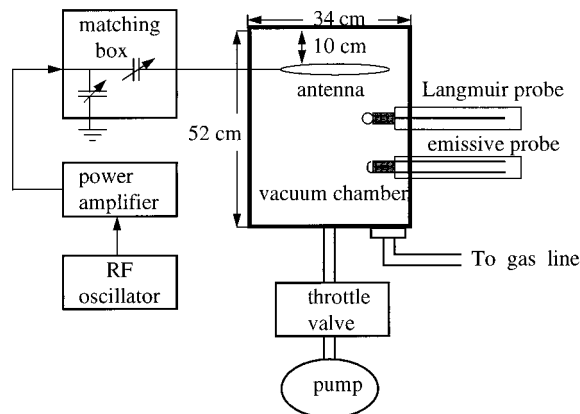 34 cm
matching
box
10 cm
antenna
Langmuir probe
52 cm
emissive probe
power
amplifier
vacuum chamber
To gas line
RF
oscillator
throttle
valve
pump